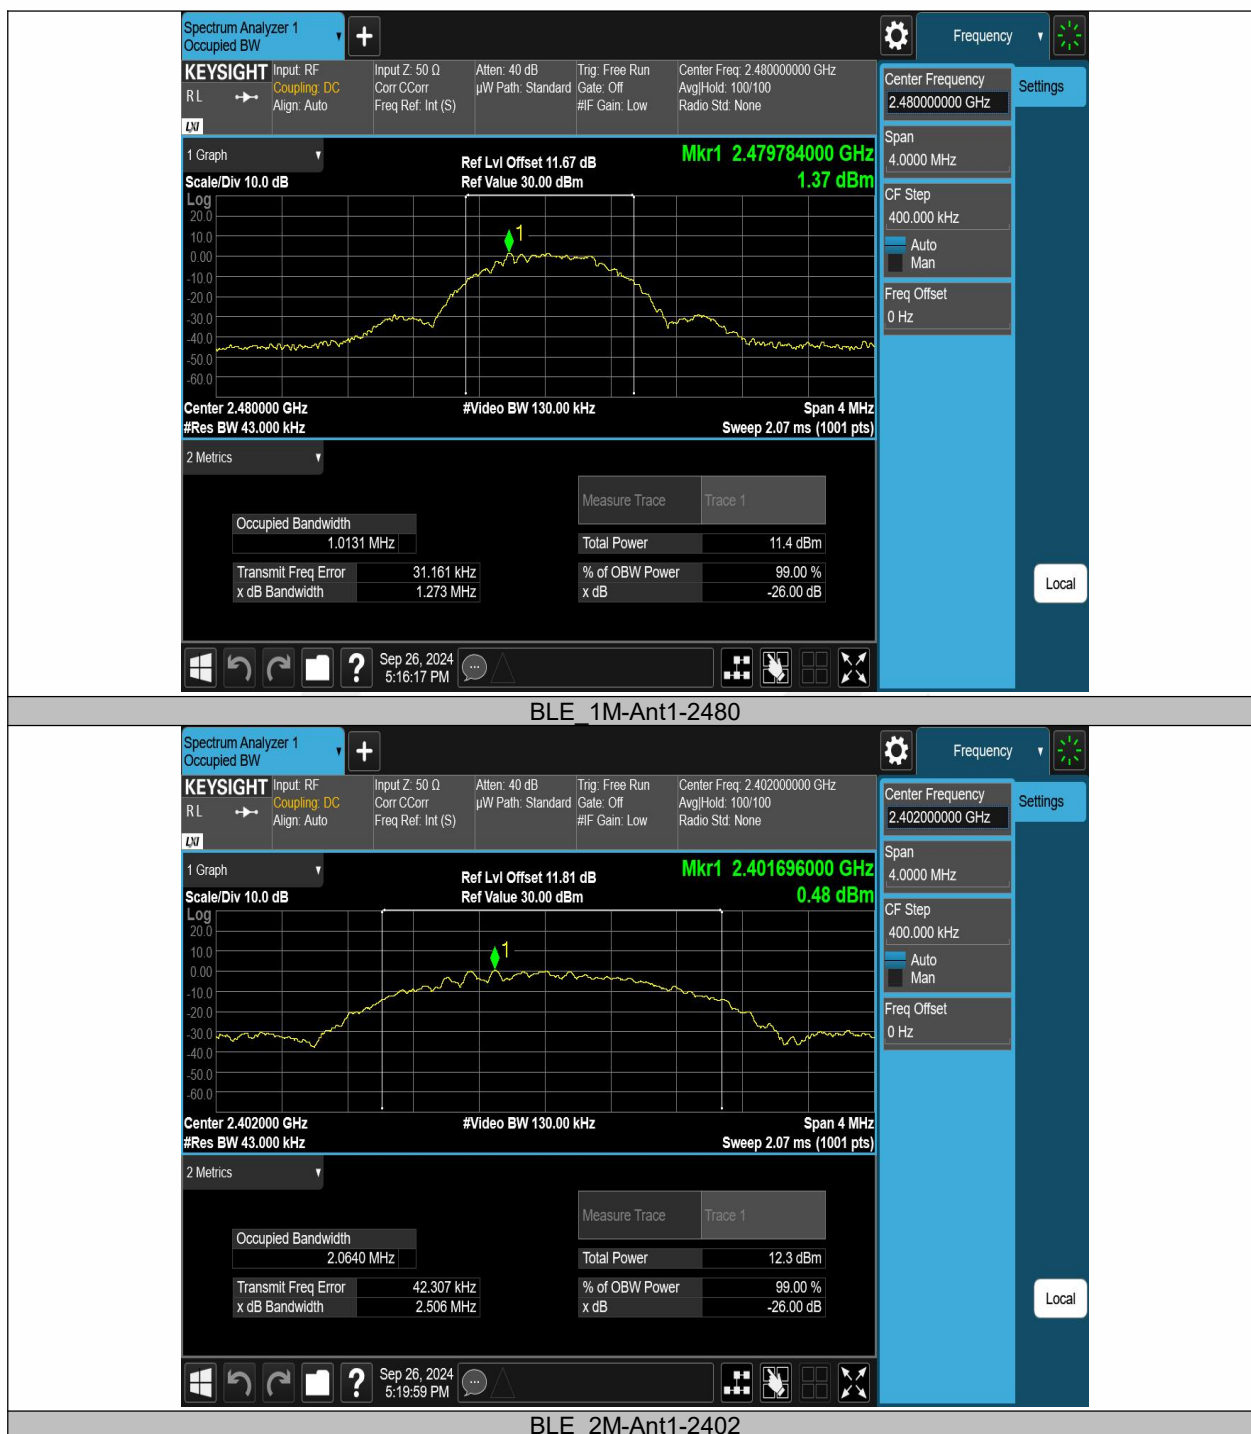 Spectrum Analyzer 1
Occupied BW
+
Frequency
KEYSIGHT
RL
LXI
Input: RF
Coupling: DC
Align: Auto
Input Z: 50 Ω
Corr CCorr
Freq Ref: Int (S)
Atten: 40 dB
µW Path: Standard
Trig: Free Run
Gate: Off
#IF Gain: Low
Center Freq: 2.480000000 GHz
Avg|Hold: 100/100
Radio Std: None
Center Frequency
2.480000000 GHz
Settings
Span
4.0000 MHz
CF Step
400.000 kHz
Auto
Man
Freq Offset
0 Hz
1 Graph
Scale/Div 10.0 dB
Ref Lvl Offset 11.67 dB
Ref Value 30.00 dBm
Mkr1 2.479784000 GHz
1.37 dBm
Log
20.0
10.0
0.00
-10.0
-20.0
-30.0
-40.0
-50.0
-60.0
1
Center 2.480000 GHz
#Video BW 130.00 kHz
Span 4 MHz
#Res BW 43.000 kHz
Sweep 2.07 ms (1001 pts)
2 Metrics
Measure Trace Trace 1
Occupied Bandwidth
1.0131 MHz
Total Power 11.4 dBm
Transmit Freq Error 31.161 kHz
% of OBW Power 99.00 %
x dB Bandwidth 1.273 MHz
x dB -26.00 dB
Local
?
Sep 26, 2024
5:16:17 PM
BLE_1M-Ant1-2480
Spectrum Analyzer 1
Occupied BW
+
Frequency
KEYSIGHT
RL
LXI
Input: RF
Coupling: DC
Align: Auto
Input Z: 50 Ω
Corr CCorr
Freq Ref: Int (S)
Atten: 40 dB
µW Path: Standard
Trig: Free Run
Gate: Off
#IF Gain: Low
Center Freq: 2.402000000 GHz
Avg|Hold: 100/100
Radio Std: None
Center Frequency
2.402000000 GHz
Settings
Span
4.0000 MHz
CF Step
400.000 kHz
Auto
Man
Freq Offset
0 Hz
1 Graph
Scale/Div 10.0 dB
Ref Lvl Offset 11.81 dB
Ref Value 30.00 dBm
Mkr1 2.401696000 GHz
0.48 dBm
Log
20.0
10.0
0.00
-10.0
-20.0
-30.0
-40.0
-50.0
-60.0
1
Center 2.402000 GHz
#Video BW 130.00 kHz
Span 4 MHz
#Res BW 43.000 kHz
Sweep 2.07 ms (1001 pts)
2 Metrics
Measure Trace Trace 1
Occupied Bandwidth
2.0640 MHz
Total Power 12.3 dBm
Transmit Freq Error 42.307 kHz
% of OBW Power 99.00 %
x dB Bandwidth 2.506 MHz
x dB -26.00 dB
Local
?
Sep 26, 2024
5:19:59 PM
BLE_2M-Ant1-2402